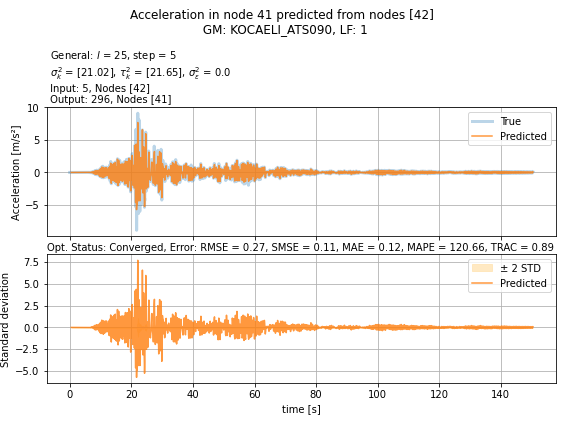 Acceleration in node 41 predicted from nodes [42]
GM: KOCAELI_ATS090, LF: 1
General: l = 25, step = 5
σ²ₖ = [21.02], τ²ₖ = [21.65], σ²ε = 0.0
Input: 5, Nodes [42]
Output: 296, Nodes [41]
Acceleration [m/s²]
10
5
0
−5
True
Predicted
Opt. Status: Converged, Error: RMSE = 0.27, SMSE = 0.11, MAE = 0.12, MAPE = 120.66, TRAC = 0.89
Standard deviation
7.5
5.0
2.5
0.0
−2.5
−5.0
± 2 STD
Predicted
0 20 40 60 80 100 120 140
time [s]